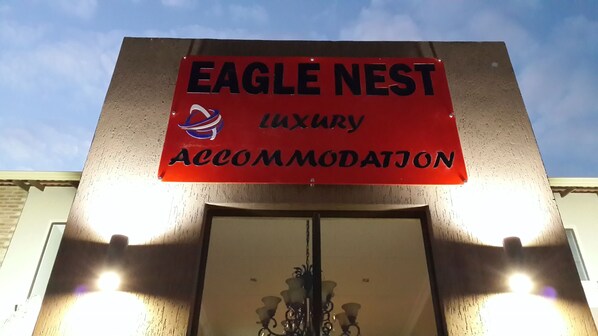 EAGLE NEST
LUXURY
ACCOMMODATION